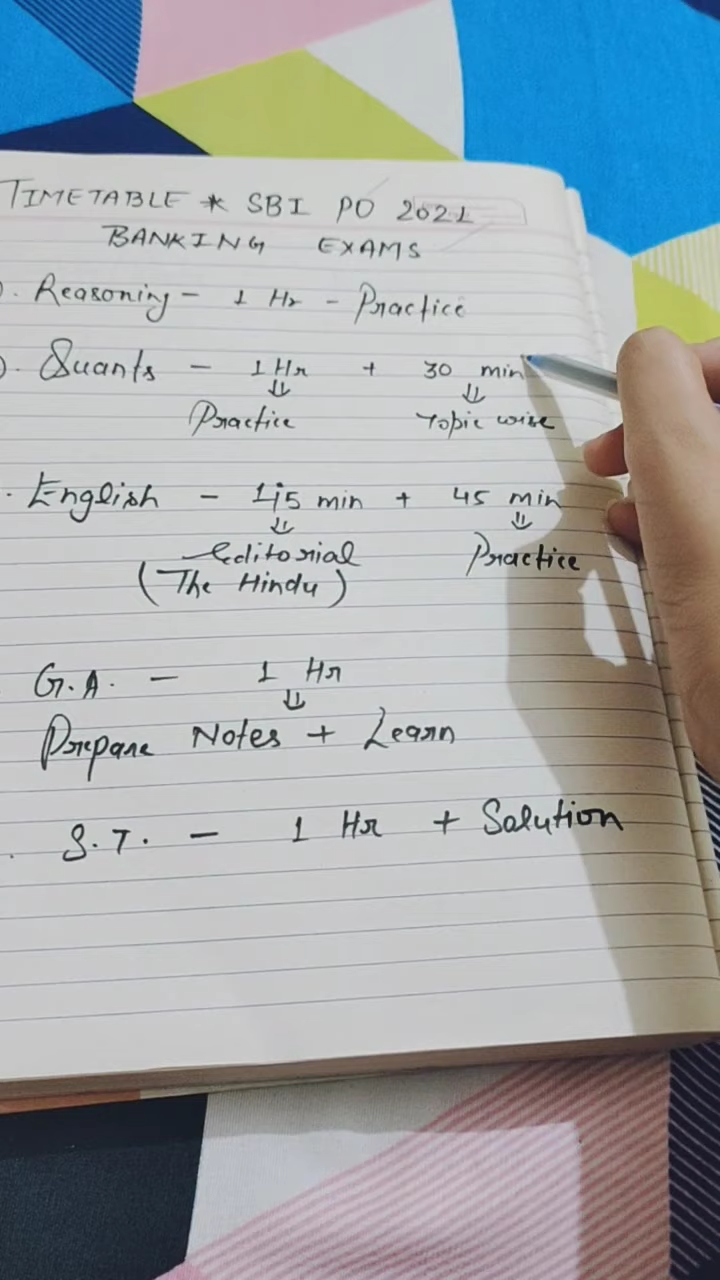 TIMETABLE * SBI PO 2021
BANKING EXAMS
). Reasoning - 1 Hr - Practice
). Quants - 1 Hr + 30 min
⇓ ⇓
Practice Topic wise
. English - 15 min + 45 min
⇓ ⇓
Editorial Practice
(The Hindu)
G.A. - 1 Hr
⇓
Prepare Notes + Learn
. S.T. - 1 Hr + Solution